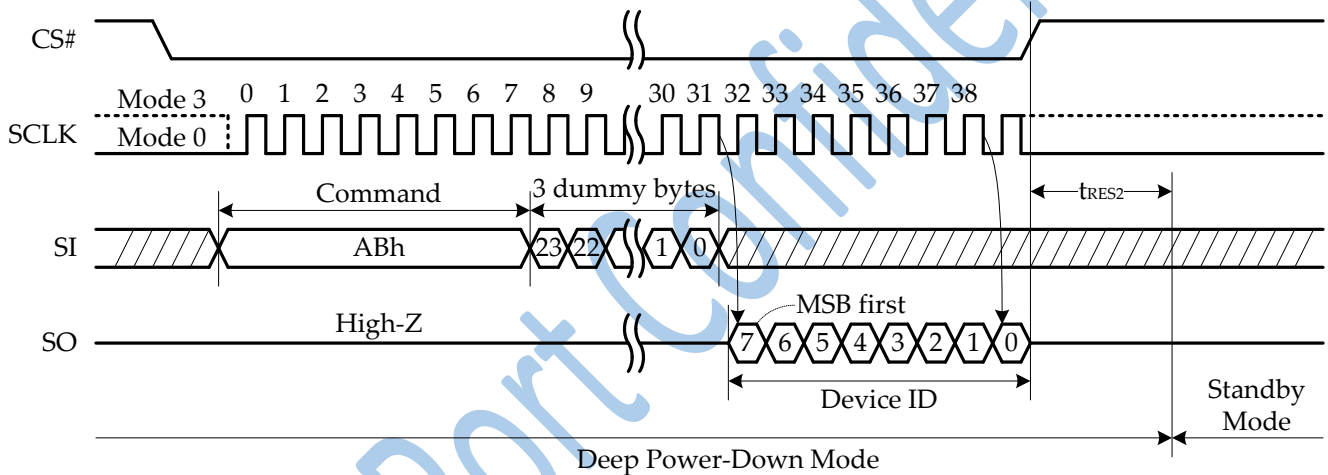 CS#
Mode 3 0 1 2 3 4 5 6 7 8 9 30 31 32 33 34 35 36 37 38
SCLK
Mode 0
Command 3 dummy bytes tRES2
SI ABh 23 22 1 0
High-Z MSB first
SO 7 6 5 4 3 2 1 0
Device ID
Standby
Mode
Deep Power-Down Mode
Port Confiden